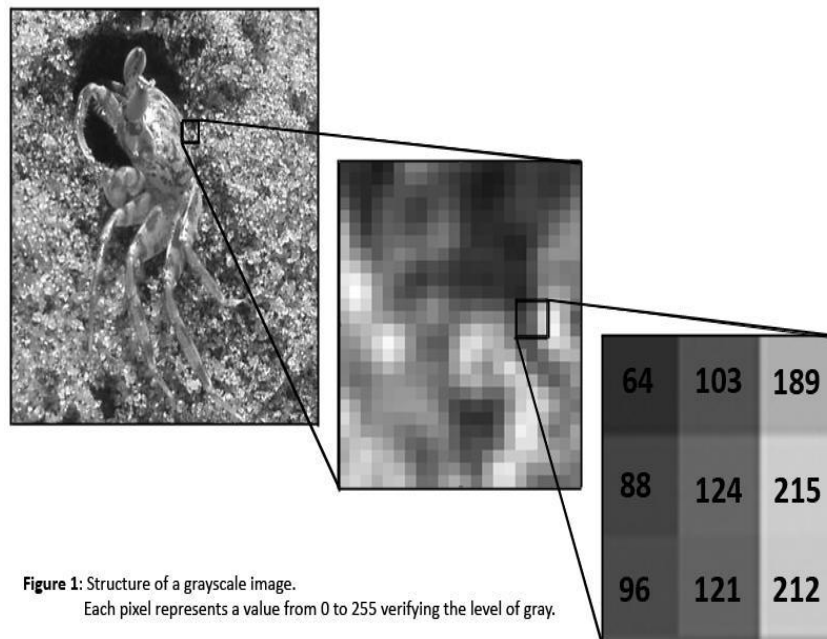 64 103 189
88 124 215
96 121 212
Figure 1: Structure of a grayscale image.
Each pixel represents a value from 0 to 255 verifying the level of gray.